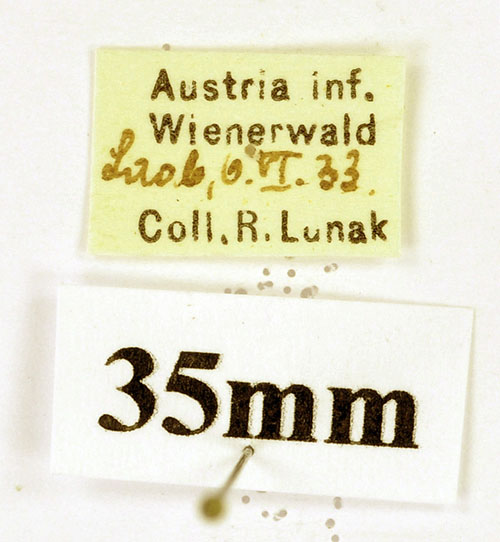 Austria inf.
Wienerwald
Laab, 6.VI.33.
Coll. R. Lunak
35mm